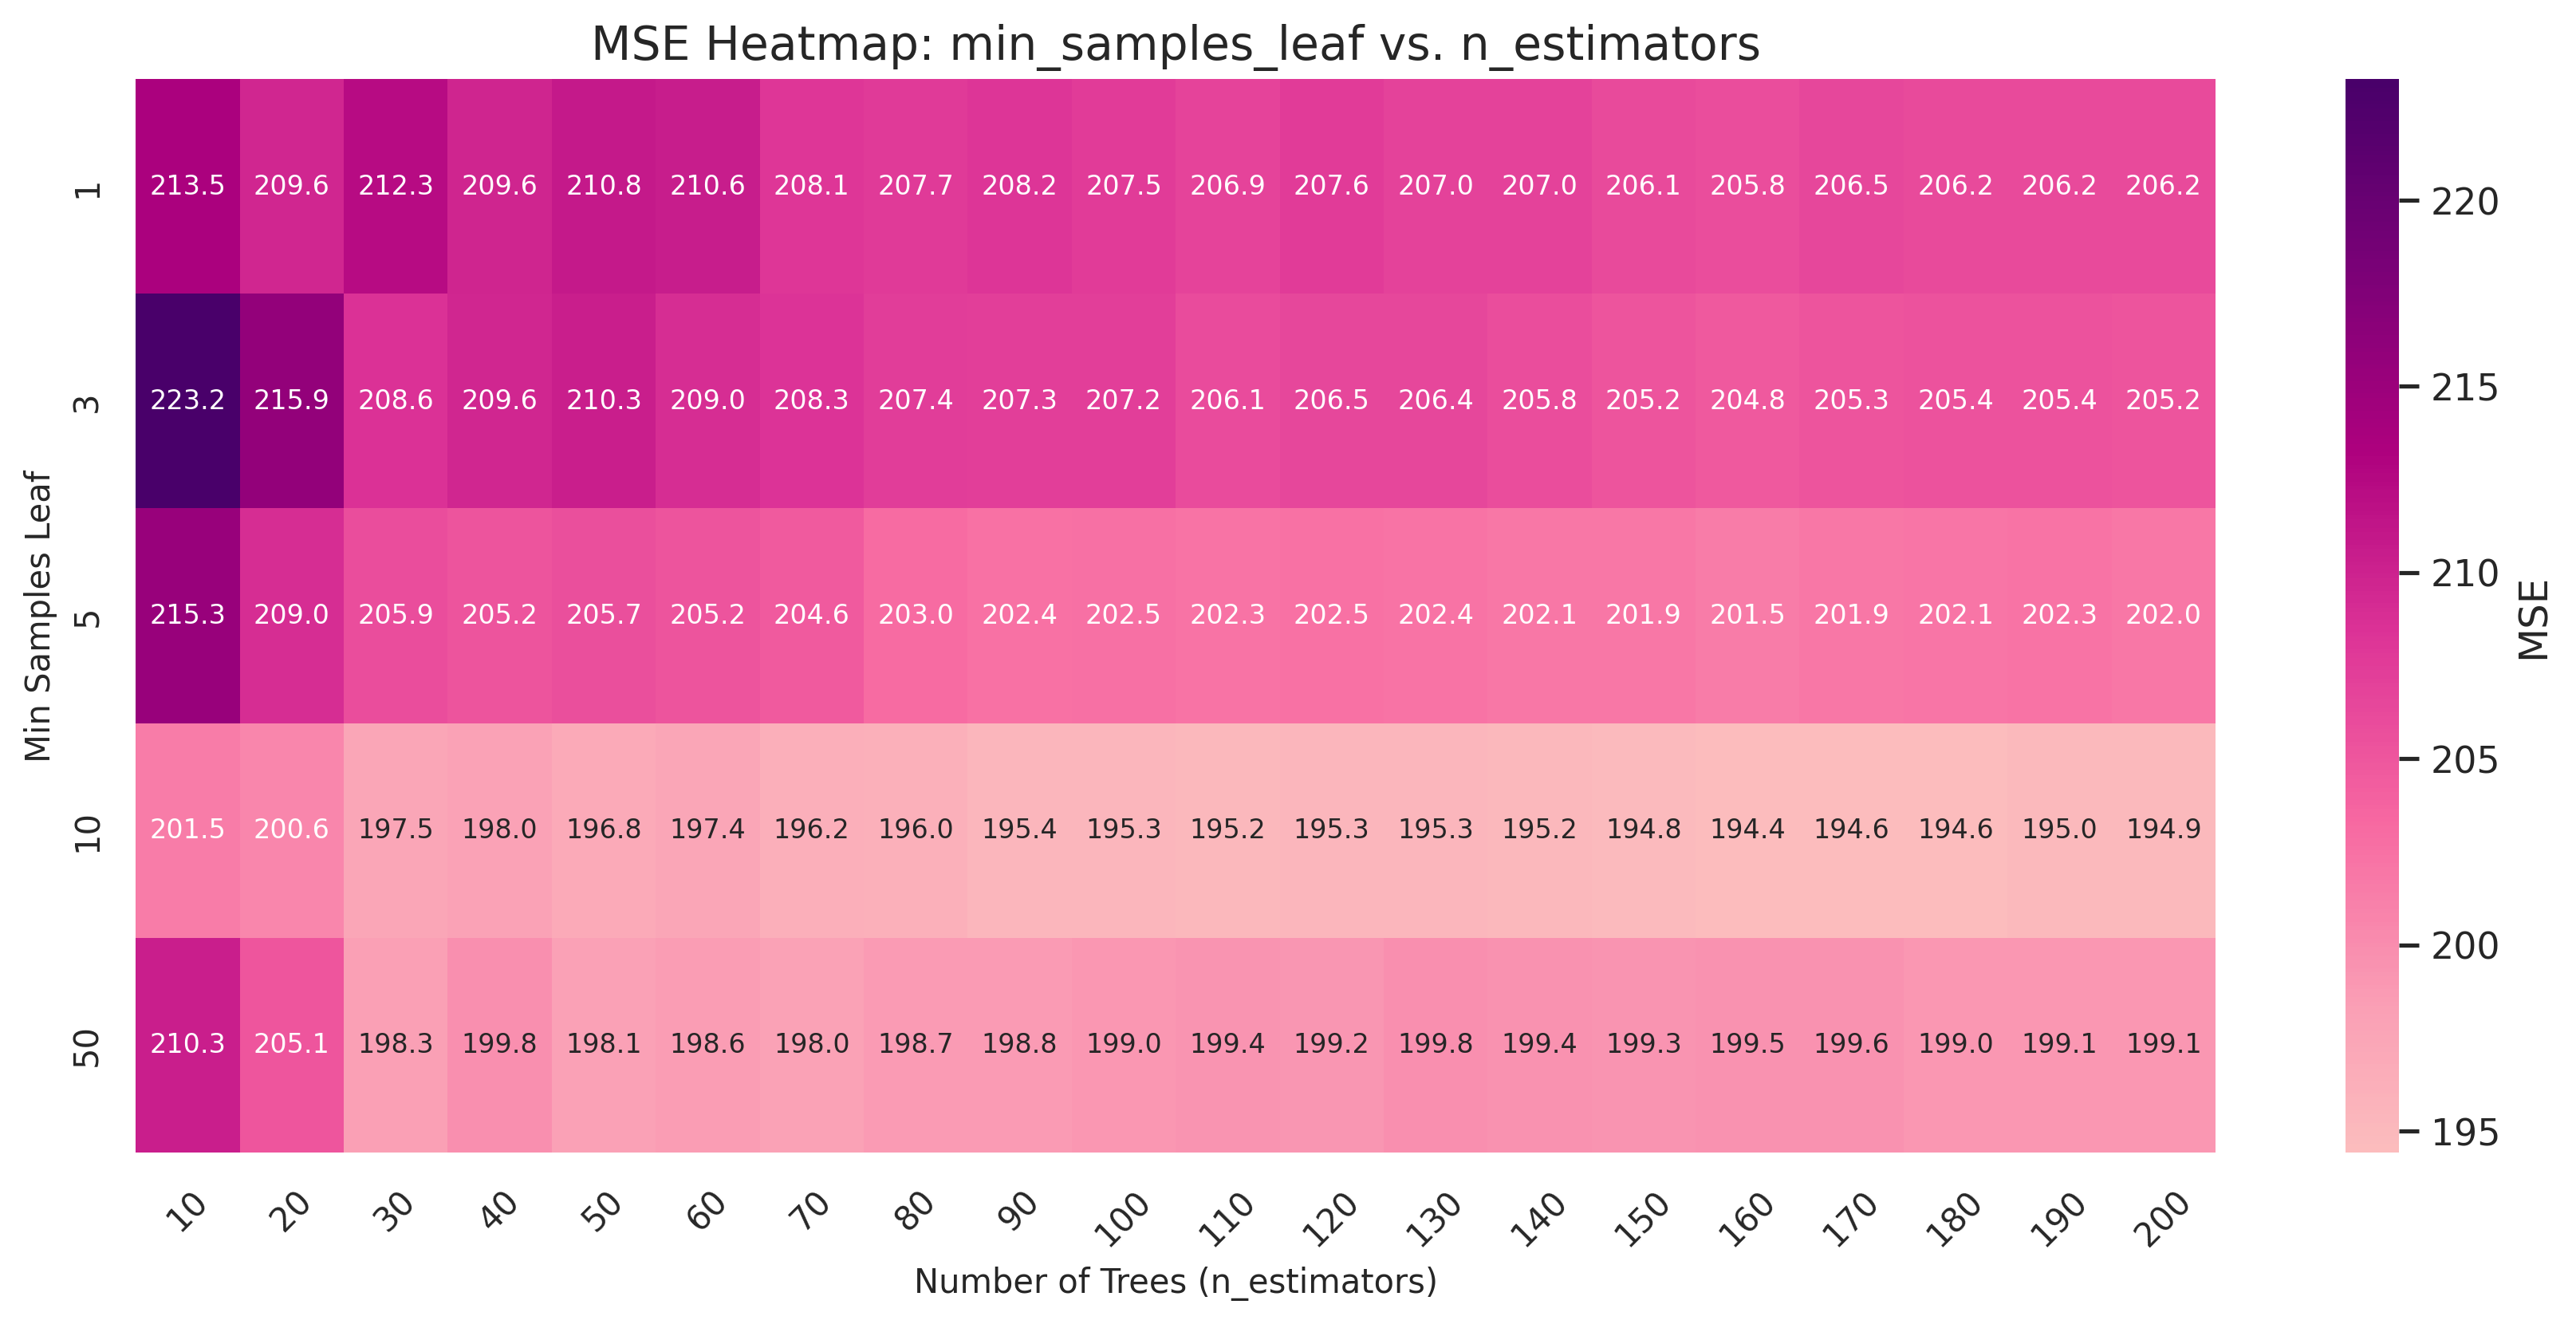 MSE Heatmap: min_samples_leaf vs. n_estimators
Min Samples Leaf
1 213.5 209.6 212.3 209.6 210.8 210.6 208.1 207.7 208.2 207.5 206.9 207.6 207.0 207.0 206.1 205.8 206.5 206.2 206.2 206.2
3 223.2 215.9 208.6 209.6 210.3 209.0 208.3 207.4 207.3 207.2 206.1 206.5 206.4 205.8 205.2 204.8 205.3 205.4 205.4 205.2
5 215.3 209.0 205.9 205.2 205.7 205.2 204.6 203.0 202.4 202.5 202.3 202.5 202.4 202.1 201.9 201.5 201.9 202.1 202.3 202.0
10 201.5 200.6 197.5 198.0 196.8 197.4 196.2 196.0 195.4 195.3 195.2 195.3 195.3 195.2 194.8 194.4 194.6 194.6 195.0 194.9
50 210.3 205.1 198.3 199.8 198.1 198.6 198.0 198.7 198.8 199.0 199.4 199.2 199.8 199.4 199.3 199.5 199.6 199.0 199.1 199.1
10 20 30 40 50 60 70 80 90 100 110 120 130 140 150 160 170 180 190 200
Number of Trees (n_estimators)
220
215
210
205
200
195
MSE